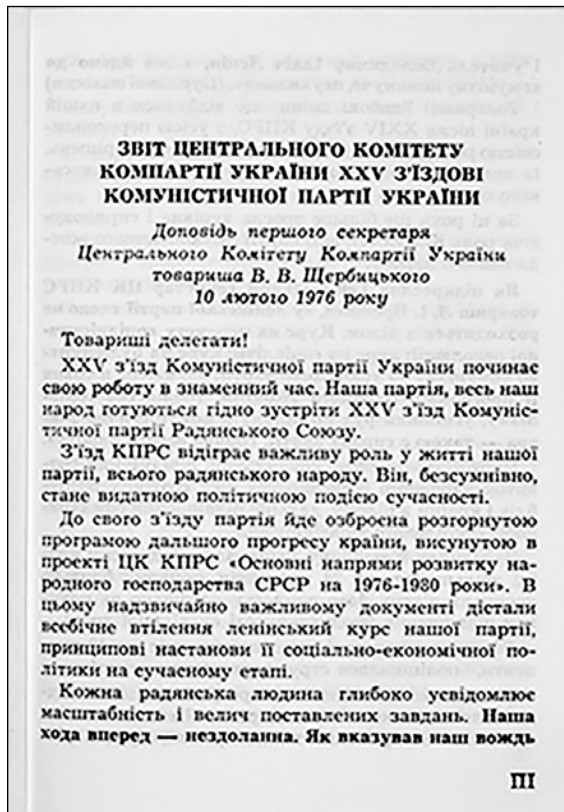 ЗВІТ ЦЕНТРАЛЬНОГО КОМІТЕТУ
КОМПАРТІЇ УКРАЇНИ XXV З'ЇЗДОВІ
КОМУНІСТИЧНОЇ ПАРТІЇ УКРАЇНИ
Доповідь першого секретаря
Центрального Комітету Компартії України
товариша В. В. Щербицького
10 лютого 1976 року
Товариші делегати!
XXV з'їзд Комуністичної партії України починає
свою роботу в знаменний час. Наша партія, весь наш
народ готуються гідно зустріти XXV з'їзд Комуніс-
тичної партії Радянського Союзу.
З'їзд КПРС відіграє важливу роль у житті нашої
партії, всього радянського народу. Він, безсумнівно,
стане видатною політичною подією сучасності.
До свого з'їзду партія йде озброєна розгорнутою
програмою дальшого прогресу країни, висунутою в
проекті ЦК КПРС «Основні напрями розвитку на-
родного господарства СРСР на 1976-1980 роки». В
цьому надзвичайно важливому документі дістали
всебічне втілення ленінський курс нашої партії,
принципові настанови її соціально-економічної по-
літики на сучасному етапі.
Кожна радянська людина глибоко усвідомлює
масштабність і велич поставлених завдань. Наша
хода вперед — нездоланна. Як вказував наш вождь
III